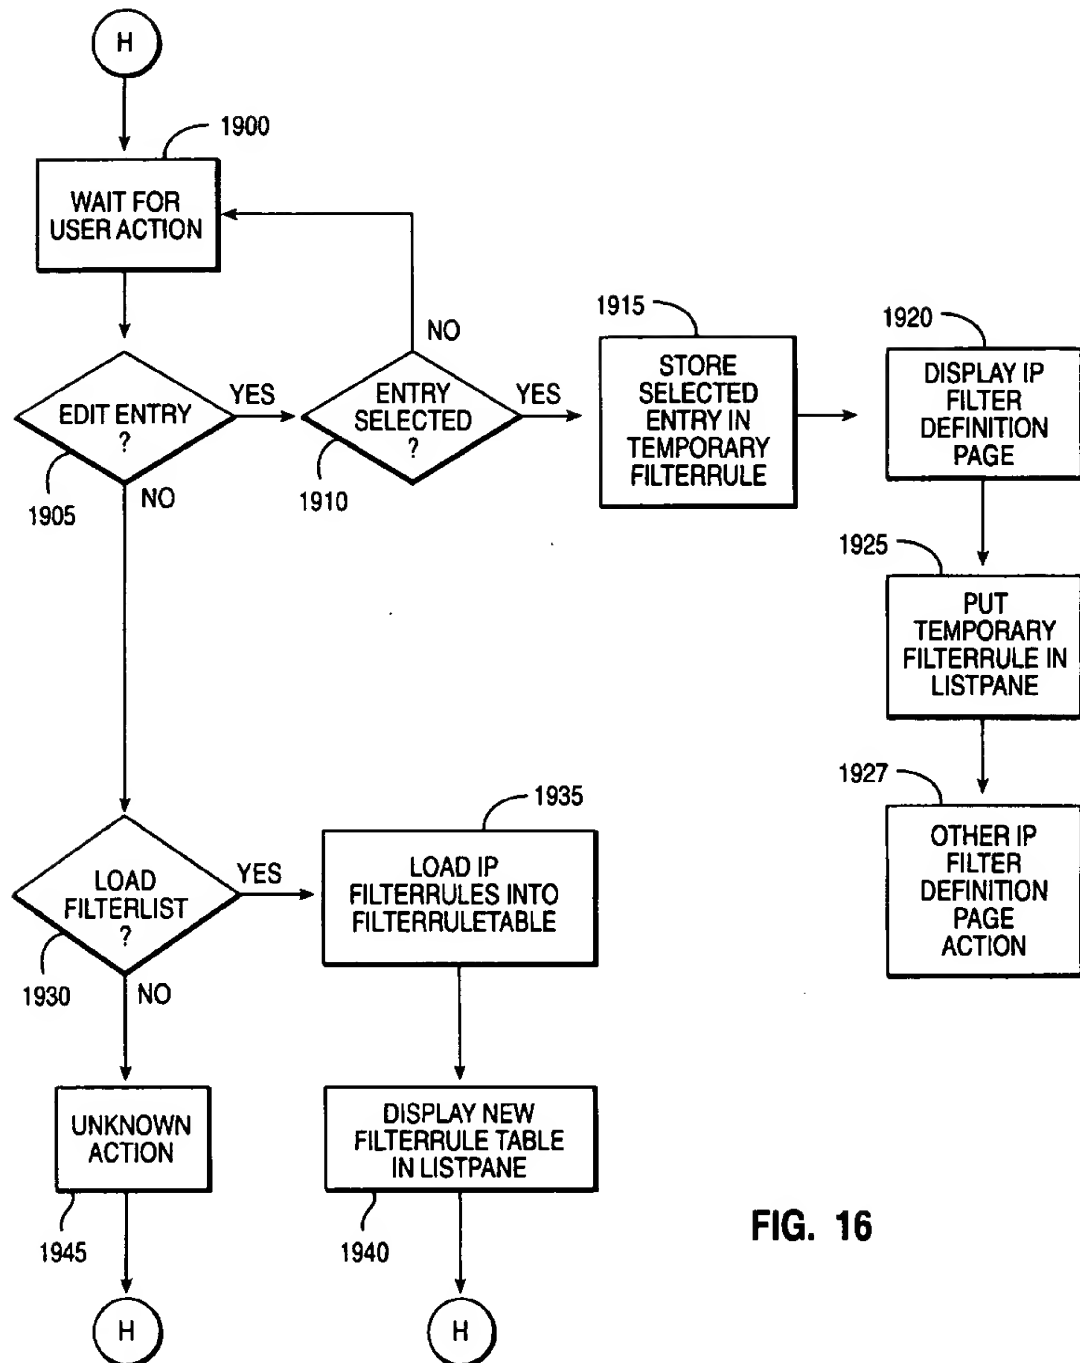 H
1900
WAIT FOR
USER ACTION
NO
1915
1920
EDIT ENTRY
?
YES
ENTRY
SELECTED
?
YES
STORE
SELECTED
ENTRY IN
TEMPORARY
FILTERRULE
DISPLAY IP
FILTER
DEFINITION
PAGE
1905
NO
1910
1925
PUT
TEMPORARY
FILTERRULE IN
LISTPANE
1927
1935
LOAD
FILTERLIST
?
YES
LOAD IP
FILTERRULES INTO
FILTERRULETABLE
OTHER IP
FILTER
DEFINITION
PAGE
ACTION
1930
NO
UNKNOWN
ACTION
DISPLAY NEW
FILTERRULE TABLE
IN LISTPANE
1945
1940
FIG. 16
H
H